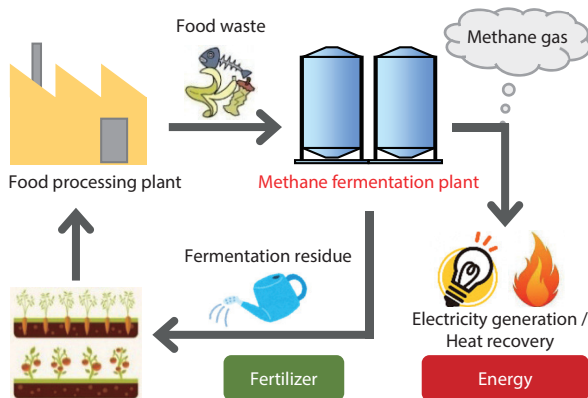 Food waste
Methane gas
Food processing plant
Methane fermentation plant
Fermentation residue
Electricity generation /
Heat recovery
Fertilizer
Energy